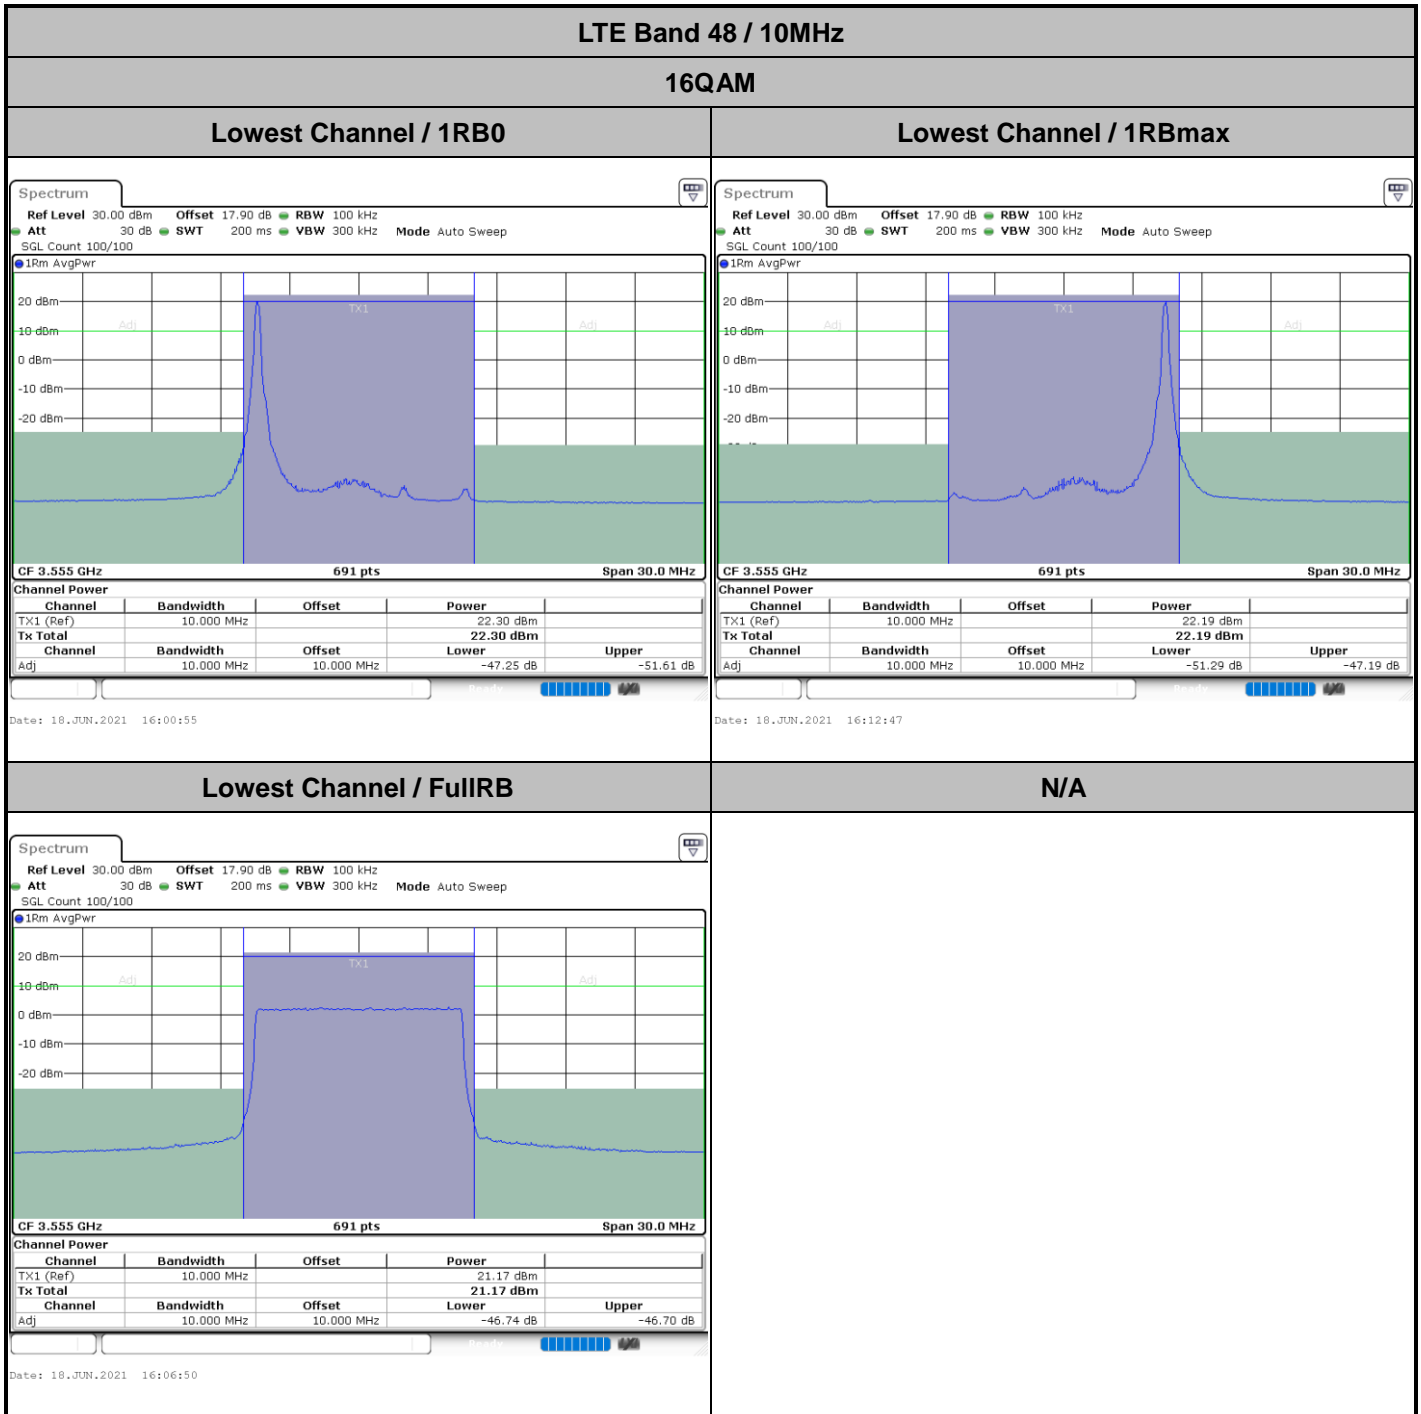 LTE Band 48 / 10MHz
16QAM
Lowest Channel / 1RB0
Lowest Channel / 1RBmax
Spectrum
Ref Level 30.00 dBm Offset 17.90 dB RBW 100 kHz
Att 30 dB SWT 200 ms VBW 300 kHz Mode Auto Sweep
SGL Count 100/100
1Rm AvgPwr
20 dBm
TX1
10 dBm
Adj
Adj
0 dBm
-10 dBm
-20 dBm
CF 3.555 GHz 691 pts Span 30.0 MHz
Channel Power
Channel Bandwidth Offset Power
TX1 (Ref) 10.000 MHz 22.30 dBm
Tx Total 22.30 dBm
Channel Bandwidth Offset Lower Upper
Adj 10.000 MHz 10.000 MHz -47.25 dB -51.61 dB
Ready
Date: 18.JUN.2021 16:00:55
Spectrum
Ref Level 30.00 dBm Offset 17.90 dB RBW 100 kHz
Att 30 dB SWT 200 ms VBW 300 kHz Mode Auto Sweep
SGL Count 100/100
1Rm AvgPwr
20 dBm
TX1
10 dBm
Adj
Adj
0 dBm
-10 dBm
-20 dBm
CF 3.555 GHz 691 pts Span 30.0 MHz
Channel Power
Channel Bandwidth Offset Power
TX1 (Ref) 10.000 MHz 22.19 dBm
Tx Total 22.19 dBm
Channel Bandwidth Offset Lower Upper
Adj 10.000 MHz 10.000 MHz -51.29 dB -47.19 dB
Ready
Date: 18.JUN.2021 16:12:47
Lowest Channel / FullRB
N/A
Spectrum
Ref Level 30.00 dBm Offset 17.90 dB RBW 100 kHz
Att 30 dB SWT 200 ms VBW 300 kHz Mode Auto Sweep
SGL Count 100/100
1Rm AvgPwr
20 dBm
TX1
10 dBm
Adj
Adj
0 dBm
-10 dBm
-20 dBm
CF 3.555 GHz 691 pts Span 30.0 MHz
Channel Power
Channel Bandwidth Offset Power
TX1 (Ref) 10.000 MHz 21.17 dBm
Tx Total 21.17 dBm
Channel Bandwidth Offset Lower Upper
Adj 10.000 MHz 10.000 MHz -46.74 dB -46.70 dB
Ready
Date: 18.JUN.2021 16:06:50